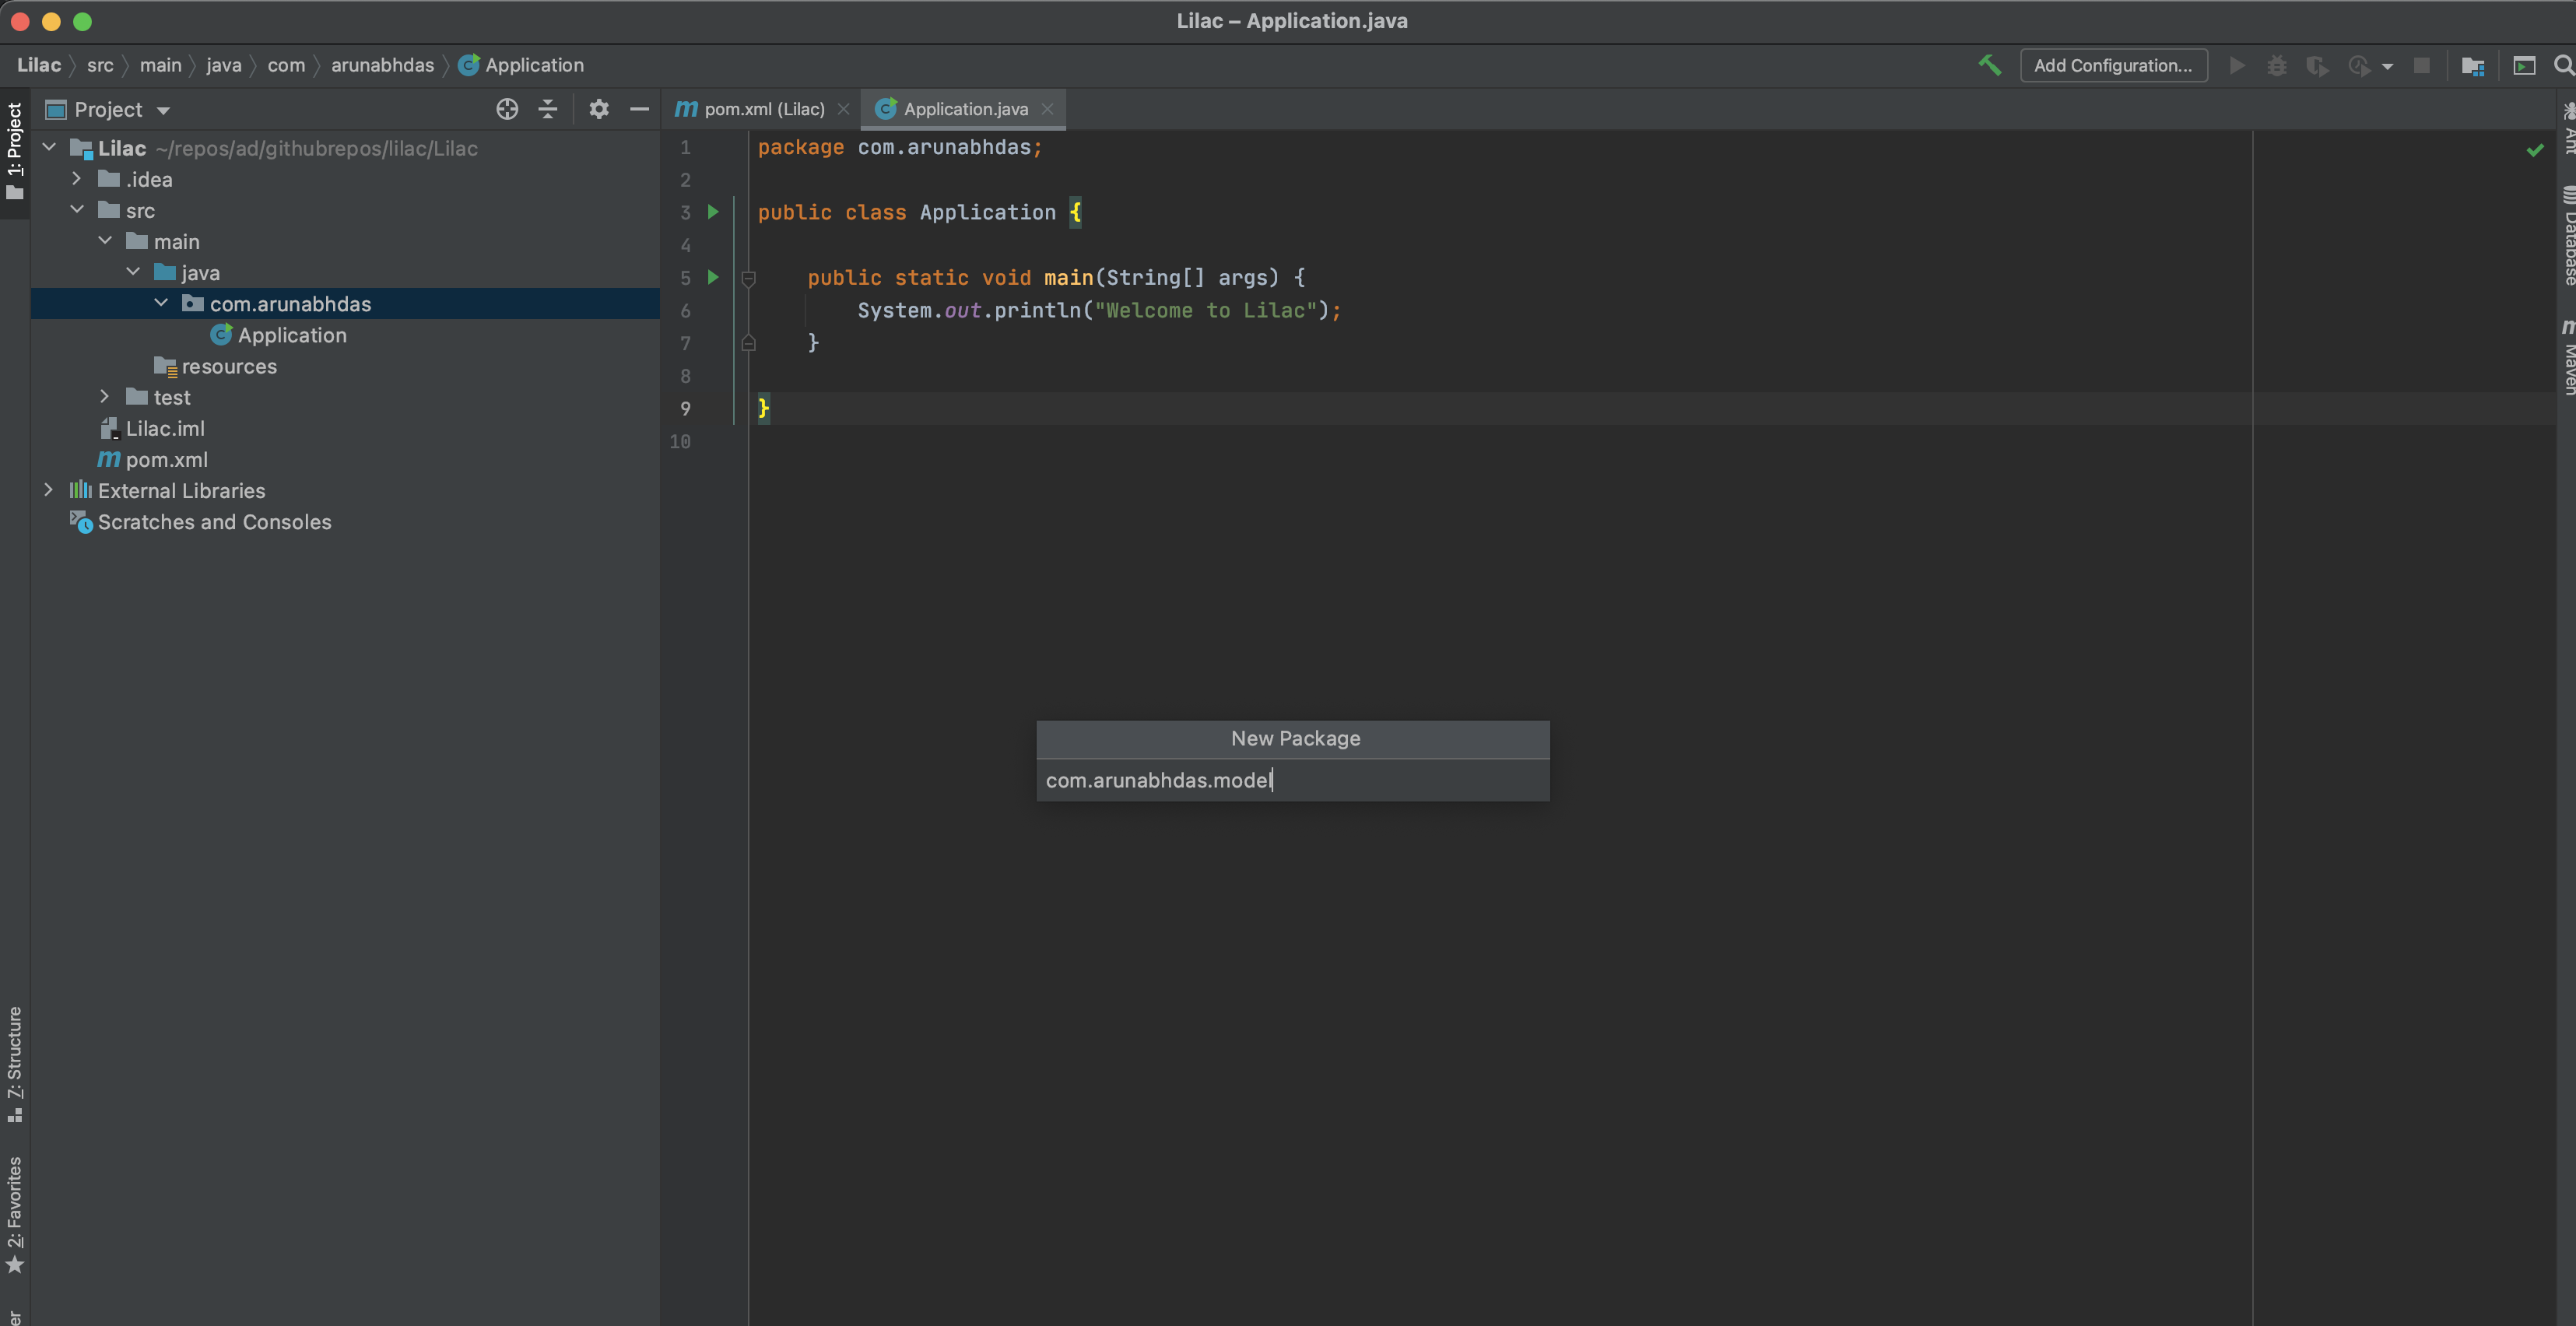 Lilac – Application.java
Lilac src main java com arunabhdas Application
Add Configuration...
Project
pom.xml (Lilac)
Application.java
1: Project
Lilac ~/repos/ad/githubrepos/lilac/Lilac
.idea
src
main
java
com.arunabhdas
Application
resources
test
Lilac.iml
pom.xml
External Libraries
Scratches and Consoles
7: Structure
2: Favorites
er
1 package com.arunabhdas;
2
3 public class Application {
4
5 public static void main(String[] args) {
6 System.out.println("Welcome to Lilac");
7 }
8
9 }
10
New Package
com.arunabhdas.model
Ant
Database
Maven